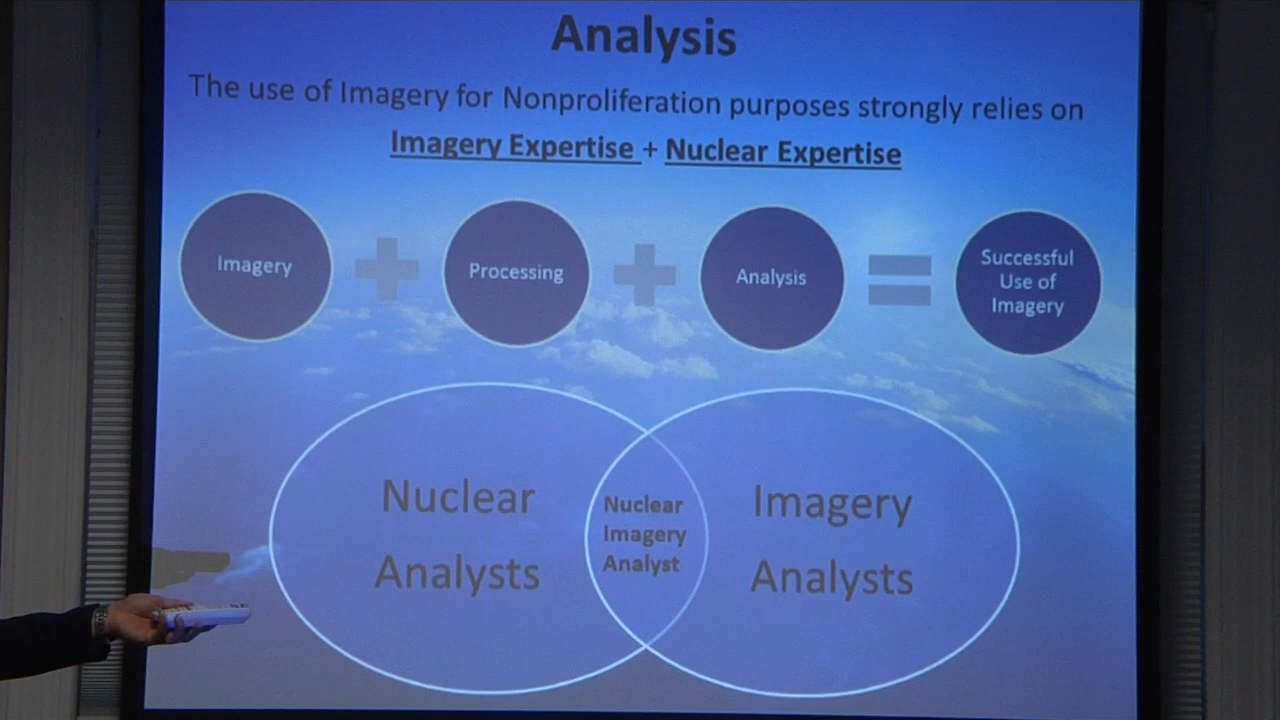 Analysis
The use of Imagery for Nonproliferation purposes strongly relies on
Imagery Expertise + Nuclear Expertise
Imagery
+
Processing
+
Analysis
=
Successful
Use of
Imagery
Nuclear
Analysts
Nuclear
Imagery
Analyst
Imagery
Analysts